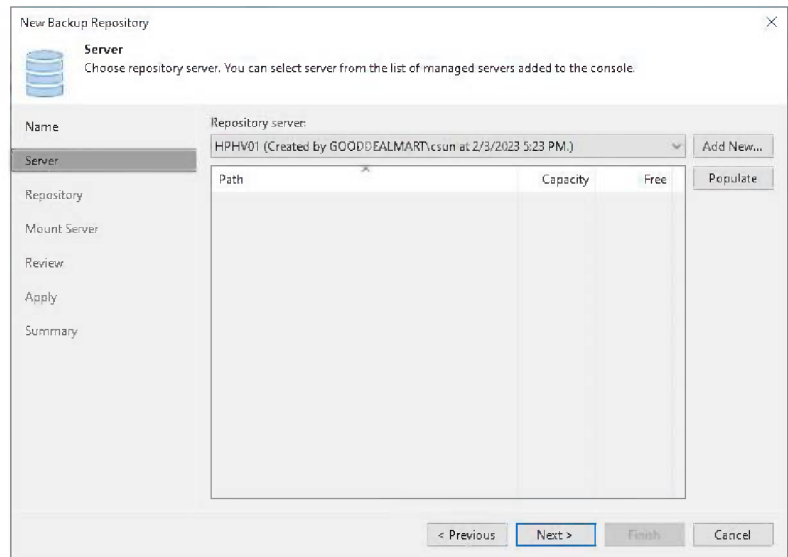 New Backup Repository
Server
Choose repository server. You can select server from the list of managed servers added to the console.
Name
Server
Repository
Mount Server
Review
Apply
Summary
Repository server:
HPHV01 (Created by GOODDEALMART\csun at 2/3/2023 5:23 PM.)
Add New...
Path Capacity Free
Populate
< Previous Next > Finish Cancel